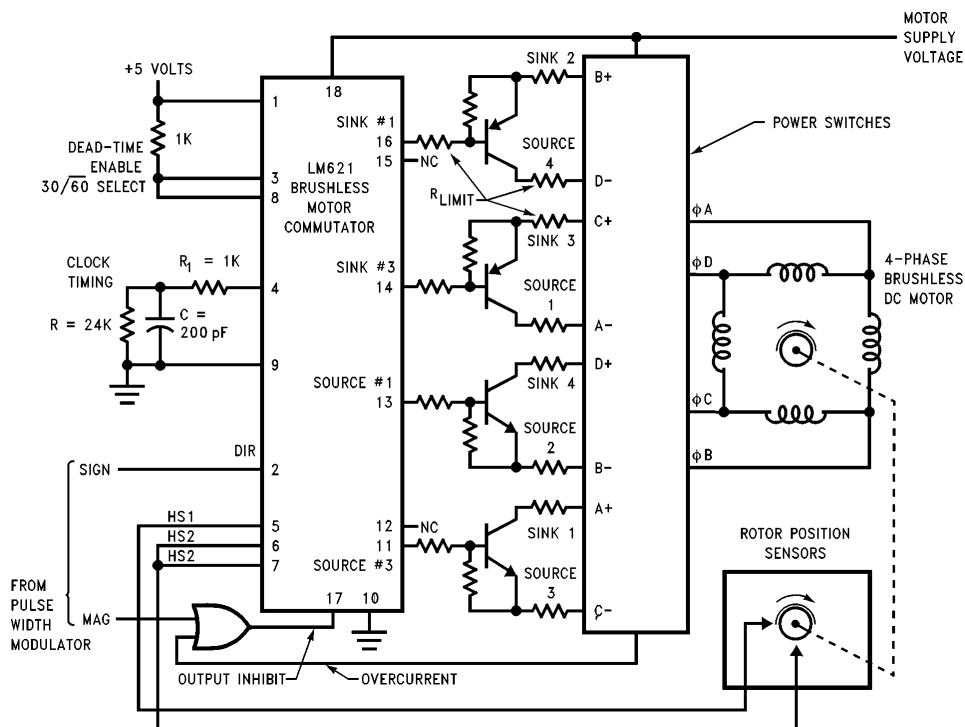 MOTOR
SUPPLY
VOLTAGE
+5 VOLTS
1K
DEAD-TIME
ENABLE
30/60 SELECT
CLOCK
TIMING
R1 = 1K
R = 24K
C =
200 pF
SIGN
HS1
HS2
HS2
FROM
PULSE
WIDTH
MODULATOR
MAG
OUTPUT INHIBIT
OVERCURRENT
18
1
3
8
4
9
DIR
2
5
6
7
17
10
LM621
BRUSHLESS
MOTOR
COMMUTATOR
SINK #1
16
15
NC
SINK #3
14
SOURCE #1
13
12
NC
11
SOURCE #3
RLIMIT
SINK 2
SOURCE
4
SINK 3
SOURCE
1
SINK 4
SOURCE
2
SINK 1
SOURCE
3
B+
D-
C+
A-
D+
B-
A+
C-
POWER SWITCHES
ϕA
ϕD
ϕC
ϕB
4-PHASE
BRUSHLESS
DC MOTOR
ROTOR POSITION
SENSORS